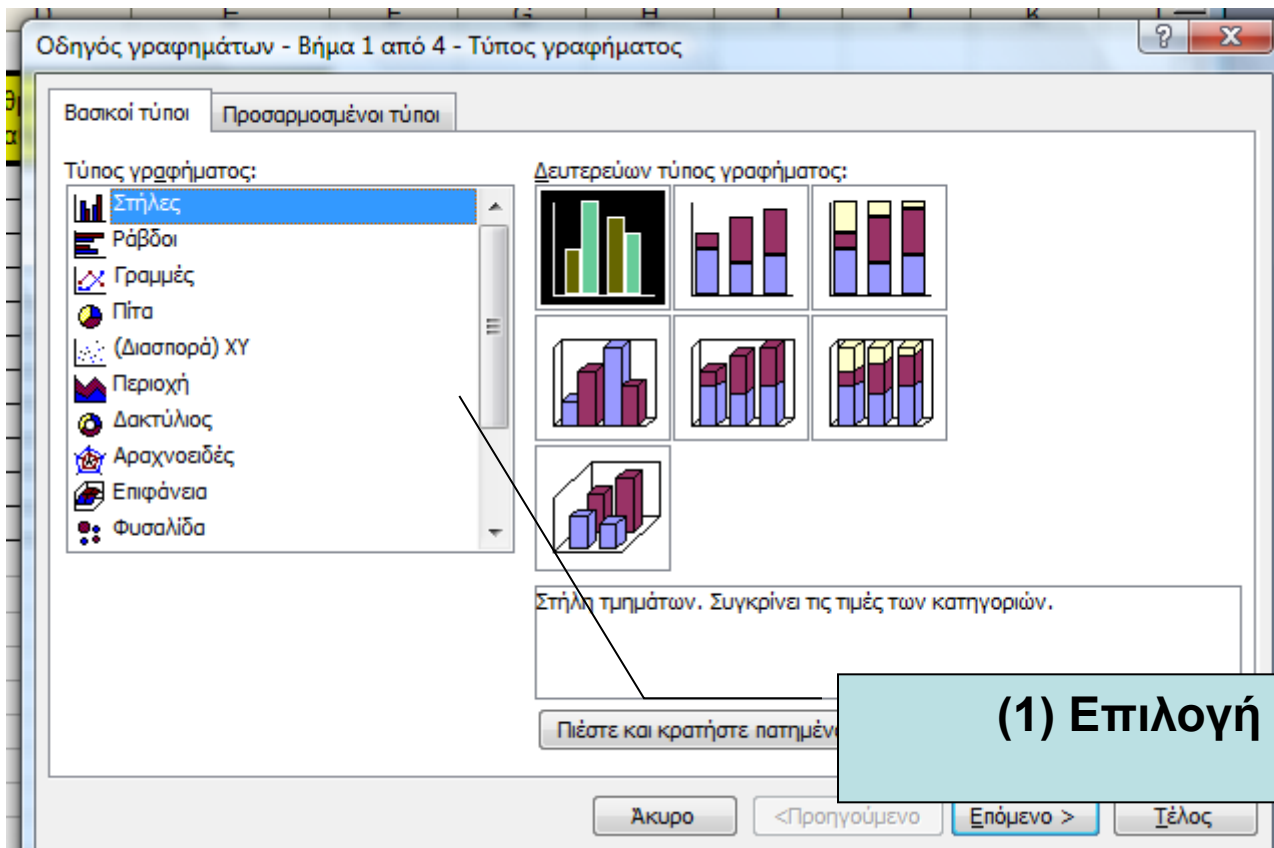 Οδηγός γραφημάτων - Βήμα 1 από 4 - Τύπος γραφήματος
Βασικοί τύποι
Προσαρμοσμένοι τύποι
Τύπος γραφήματος:
Δευτερεύων τύπος γραφήματος:
Στήλες
Ράβδοι
Γραμμές
Πίτα
(Διασπορά) XY
Περιοχή
Δακτύλιος
Αραχνοειδές
Επιφάνεια
Φυσαλίδα
Στήλη τμημάτων. Συγκρίνει τις τιμές των κατηγοριών.
Πιέστε και κρατήστε
(1) Επιλογή
Άκυρο
<Προηγούμενο
Επόμενο >
Τέλος